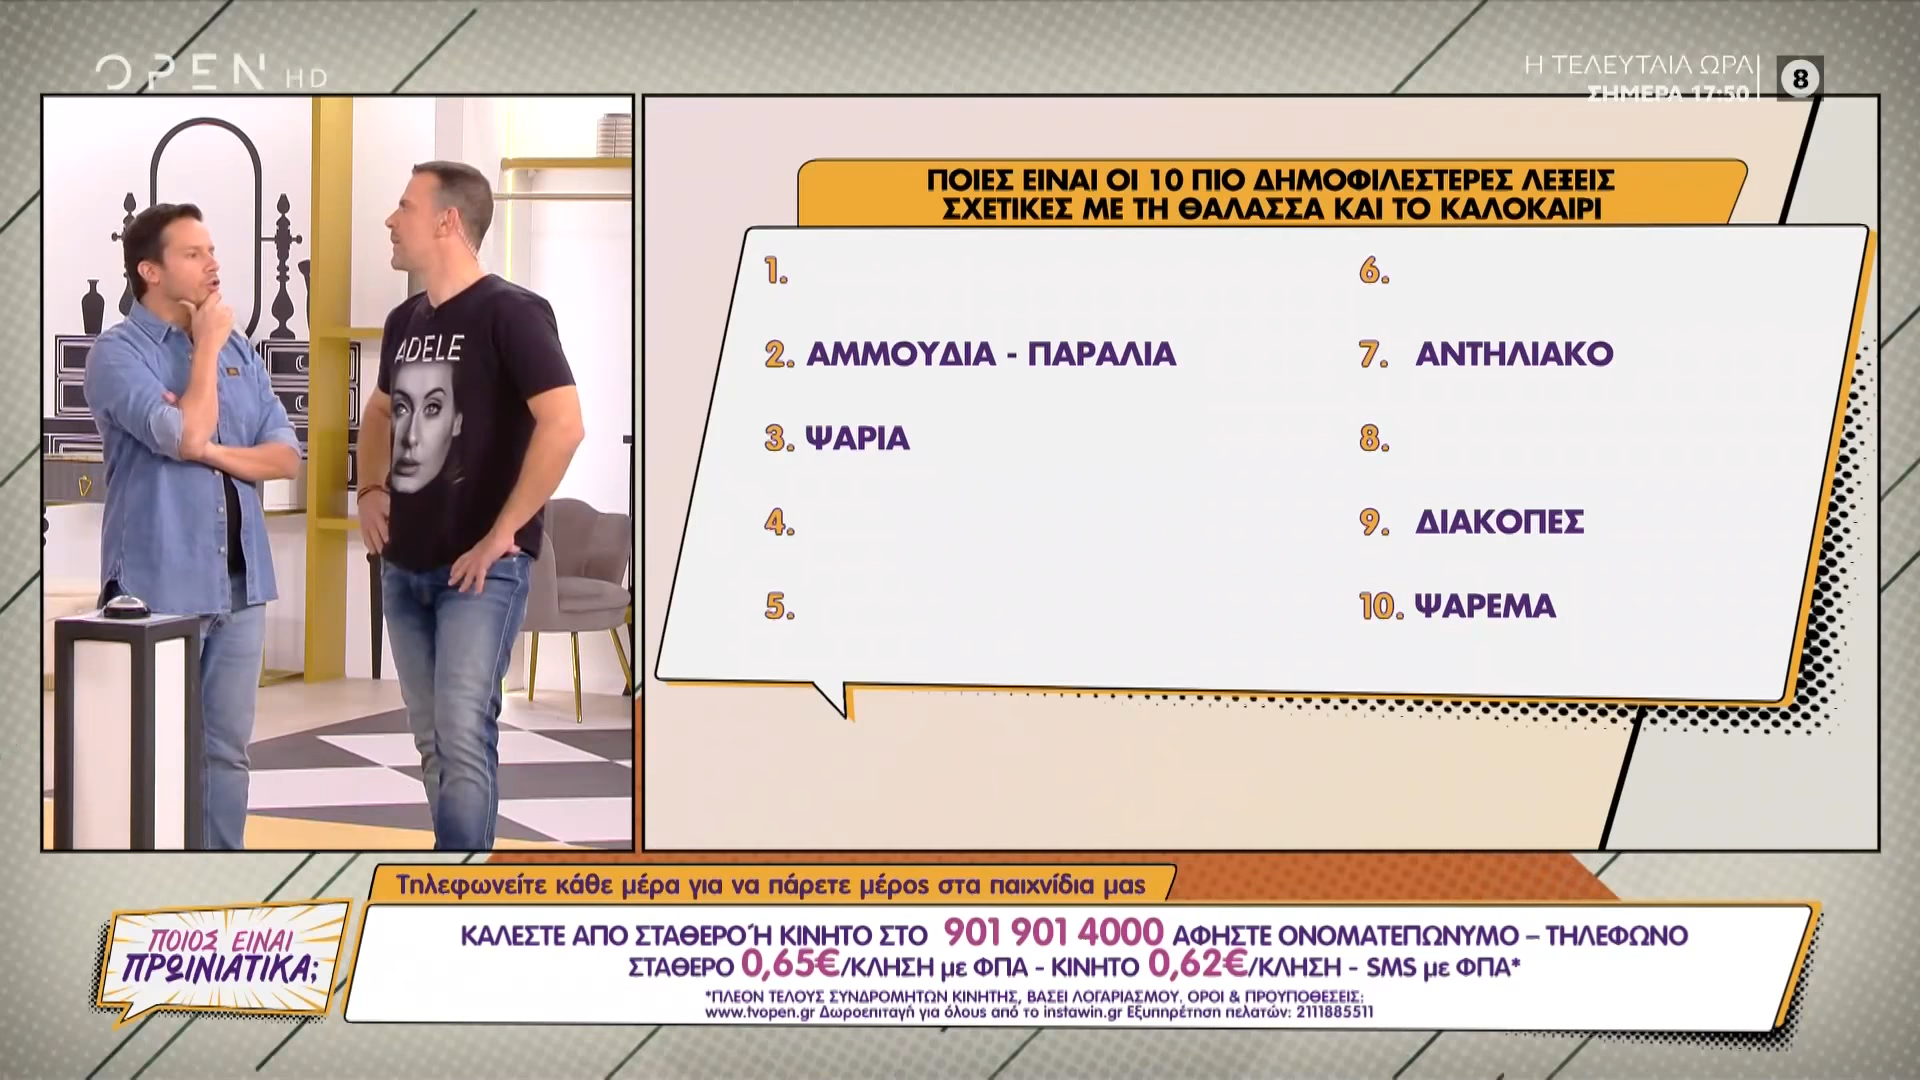 OPEN HD
Η ΤΕΛΕΥΤΑΙΑ ΩΡΑ
ΣΗΜΕΡΑ 17:50
8
ΠΟΙΕΣ ΕΙΝΑΙ ΟΙ 10 ΠΙΟ ΔΗΜΟΦΙΛΕΣΤΕΡΕΣ ΛΕΞΕΙΣ
ΣΧΕΤΙΚΕΣ ΜΕ ΤΗ ΘΑΛΑΣΣΑ ΚΑΙ ΤΟ ΚΑΛΟΚΑΙΡΙ
1.
2. ΑΜΜΟΥΔΙΑ - ΠΑΡΑΛΙΑ
3. ΨΑΡΙΑ
4.
5.
6.
7. ΑΝΤΗΛΙΑΚΟ
8.
9. ΔΙΑΚΟΠΕΣ
10. ΨΑΡΕΜΑ
ADELE
Τηλεφωνείτε κάθε μέρα για να πάρετε μέρος στα παιχνίδια μας
ΠΟΙΟΣ ΕΙΝΑΙ
ΠΡΩΙΝΙΑΤΙΚΑ;
ΚΑΛΕΣΤΕ ΑΠΟ ΣΤΑΘΕΡΟ Ή ΚΙΝΗΤΟ ΣΤΟ 901 901 4000 ΑΦΗΣΤΕ ΟΝΟΜΑΤΕΠΩΝΥΜΟ – ΤΗΛΕΦΩΝΟ
ΣΤΑΘΕΡΟ 0,65€/ΚΛΗΣΗ με ΦΠΑ - ΚΙΝΗΤΟ 0,62€/ΚΛΗΣΗ - SMS με ΦΠΑ*
*ΠΛΕΟΝ ΤΕΛΟΥΣ ΣΥΝΔΡΟΜΗΤΩΝ ΚΙΝΗΤΗΣ, ΒΑΣΕΙ ΛΟΓΑΡΙΑΣΜΟΥ. ΟΡΟΙ & ΠΡΟΥΠΟΘΕΣΕΙΣ:
www.tvopen.gr Δωροεπιταγή για όλους από το instawin.gr Εξυπηρέτηση πελατών: 2111885511